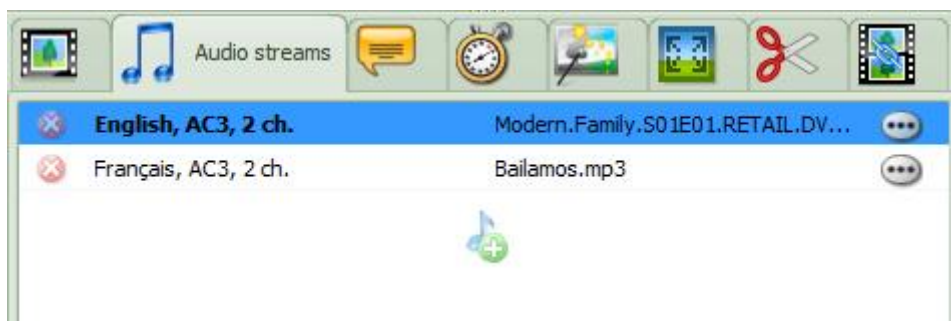 Audio streams
English, AC3, 2 ch. Modern.Family.S01E01.RETAIL.DV...
Français, AC3, 2 ch. Bailamos.mp3